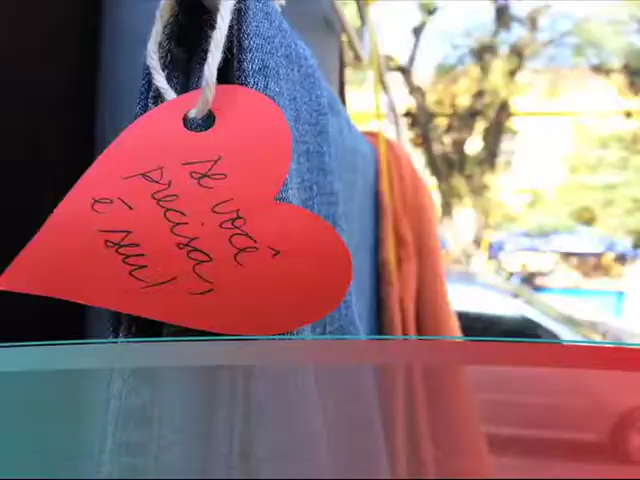 se você
precisa,
é seu!